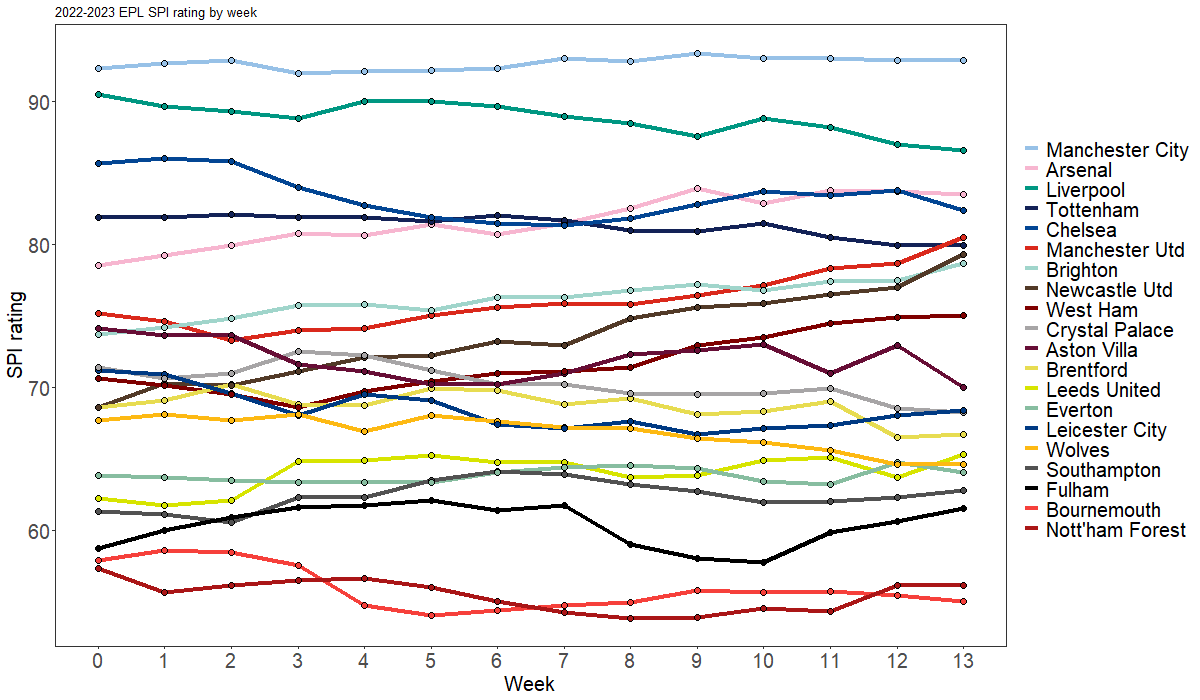 2022-2023 EPL SPI rating by week
SPI rating
90
80
70
60
0 1 2 3 4 5 6 7 8 9 10 11 12 13
Week
Manchester City
Arsenal
Liverpool
Tottenham
Chelsea
Manchester Utd
Brighton
Newcastle Utd
West Ham
Crystal Palace
Aston Villa
Brentford
Leeds United
Everton
Leicester City
Wolves
Southampton
Fulham
Bournemouth
Nott'ham Forest